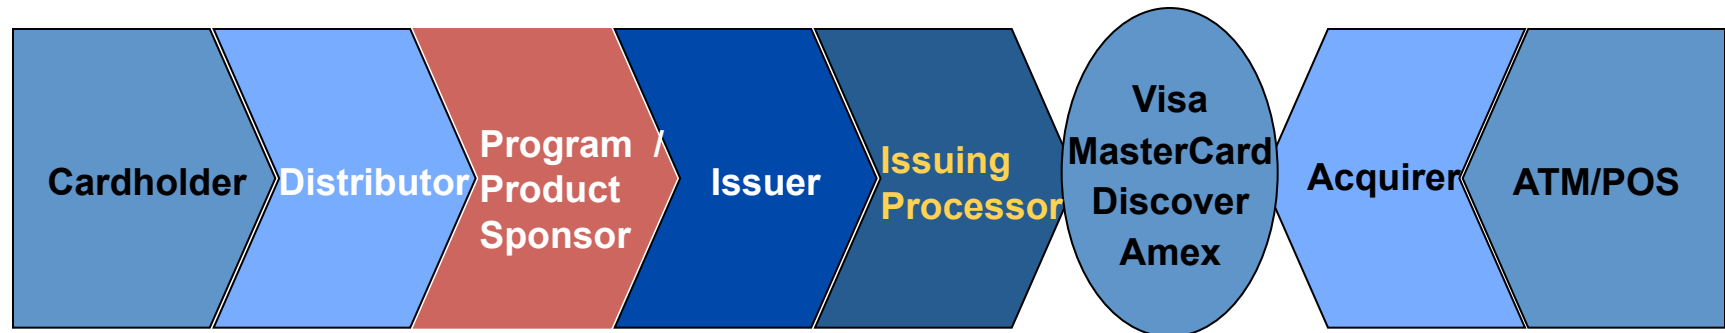 Cardholder
Distributor
Program /
Product
Sponsor
Issuer
Issuing
Processor
Visa
MasterCard
Discover
Amex
Acquirer
ATM/POS